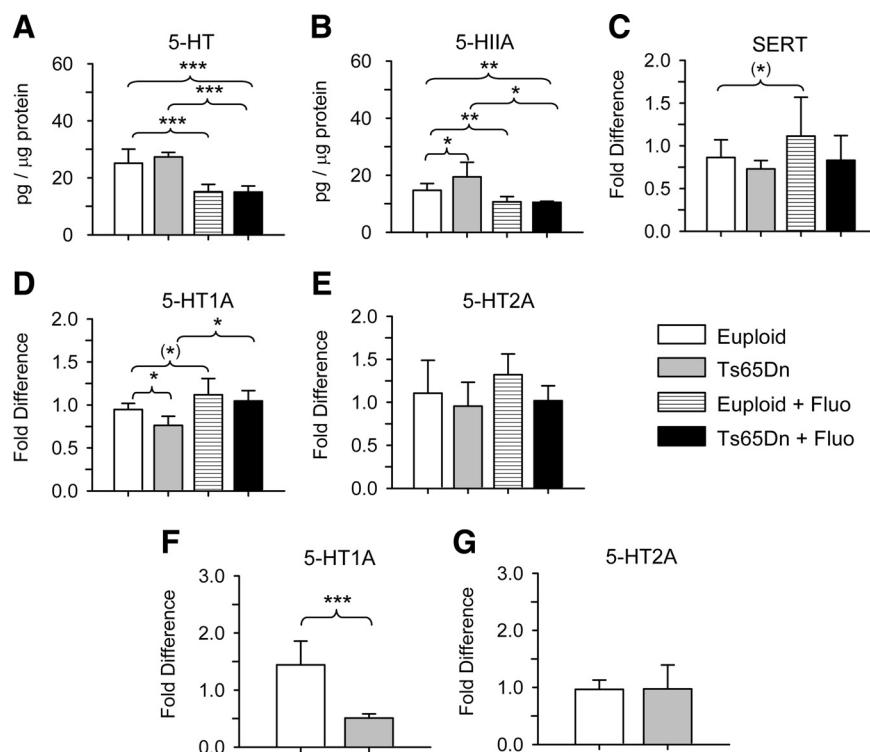 A
5-HT
pg / μg protein
60
40
20
0
***
***
***
B
5-HIIA
pg / μg protein
60
40
20
0
**
*
**
*
C
SERT
Fold Difference
2.0
1.5
1.0
0.5
0.0
(*)
D
5-HT1A
Fold Difference
2.0
1.5
1.0
0.5
0.0
*
(*)
*
E
5-HT2A
Fold Difference
2.0
1.5
1.0
0.5
0.0
Euploid
Ts65Dn
Euploid + Fluo
Ts65Dn + Fluo
F
5-HT1A
Fold Difference
3.0
2.0
1.0
0.0
***
G
5-HT2A
Fold Difference
3.0
2.0
1.0
0.0